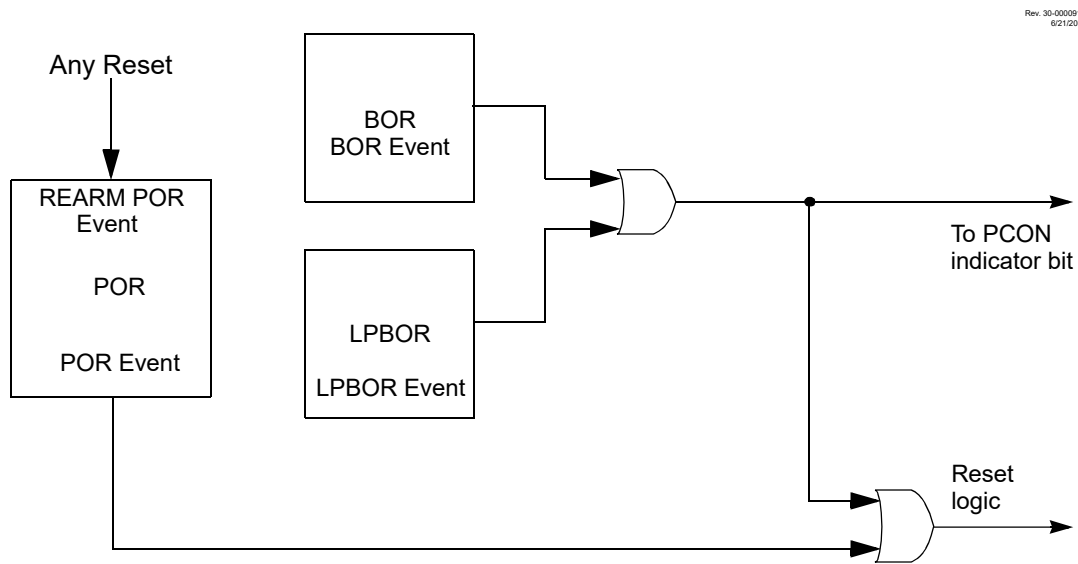 Rev. 30-00009
6/21/20
Any Reset
REARM POR
Event
POR
POR Event
BOR
BOR Event
LPBOR
LPBOR Event
To PCON
indicator bit
Reset
logic